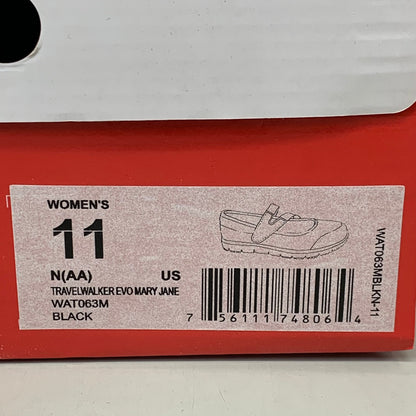 WOMEN'S
11
N(AA) US
TRAVELWALKER EVO MARY JANE
WAT063M
BLACK
7 56111 74806 4
WAT063MBLKN-11